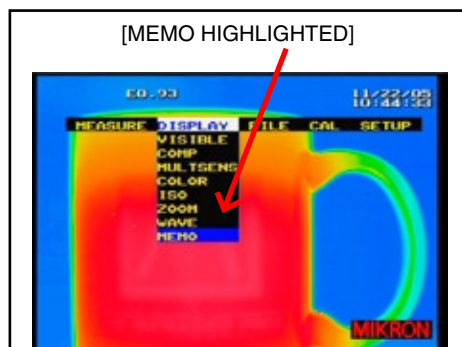 [MEMO HIGHLIGHTED]
ε0.93 11/22/05
10:44:33
MEASURE DISPLAY FILE CAL SETUP
VISIBLE
COMP
MULTSENS
COLOR
ISO
ZOOM
WAVE
MEMO
MIKRON